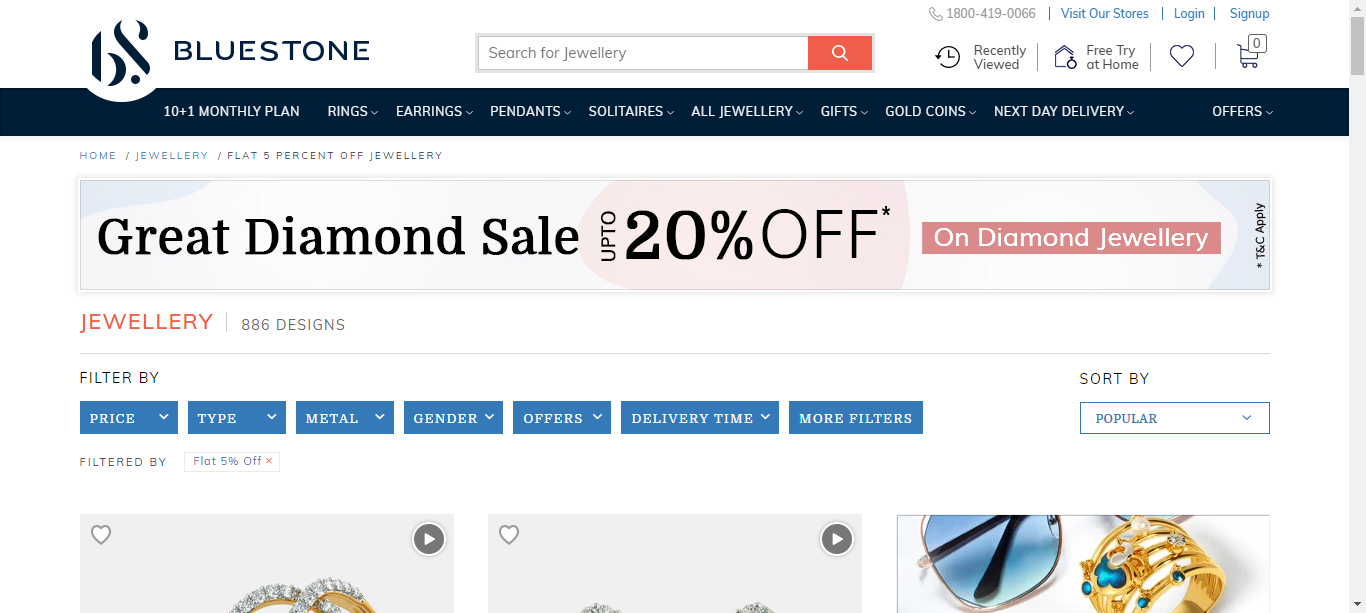 1800-419-0066 | Visit Our Stores | Login | Signup
BLUESTONE
Search for Jewellery
Recently Viewed
Free Try at Home
0
10+1 MONTHLY PLAN RINGS EARRINGS PENDANTS SOLITAIRES ALL JEWELLERY GIFTS GOLD COINS NEXT DAY DELIVERY OFFERS
HOME / JEWELLERY / FLAT 5 PERCENT OFF JEWELLERY
Great Diamond Sale UPTO 20% OFF* On Diamond Jewellery * T&C Apply
JEWELLERY | 886 DESIGNS
FILTER BY
SORT BY
PRICE TYPE METAL GENDER OFFERS DELIVERY TIME MORE FILTERS
POPULAR
FILTERED BY Flat 5% Off ×